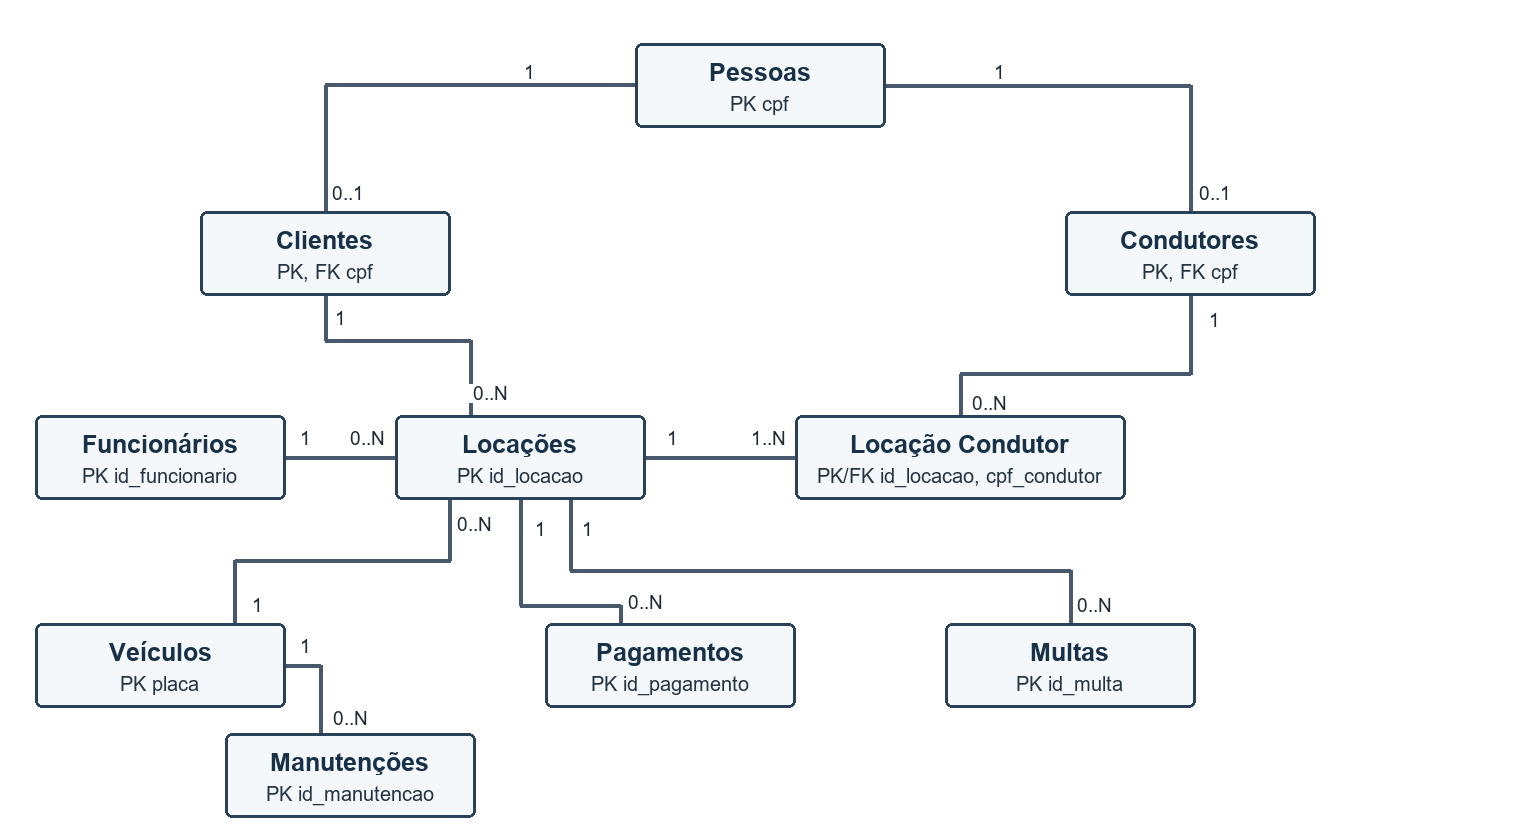 Pessoas
PK cpf
1
1
0..1
0..1
Clientes
PK, FK cpf
Condutores
PK, FK cpf
1
1
0..N
0..N
Funcionários
PK id_funcionario
1
0..N
Locações
PK id_locacao
1
1..N
Locação Condutor
PK/FK id_locacao, cpf_condutor
0..N
1
1
1
0..N
0..N
Veículos
PK placa
1
Pagamentos
PK id_pagamento
Multas
PK id_multa
0..N
Manutenções
PK id_manutencao